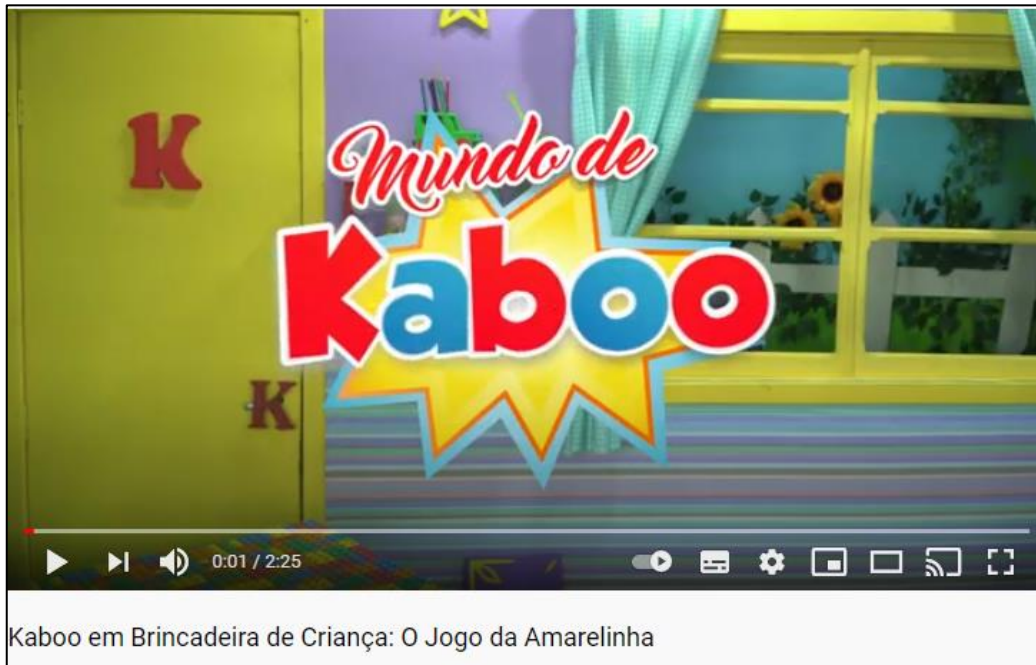 K
Mundo de
Kaboo
K
0:01 / 2:25
Kaboo em Brincadeira de Criança: O Jogo da Amarelinha